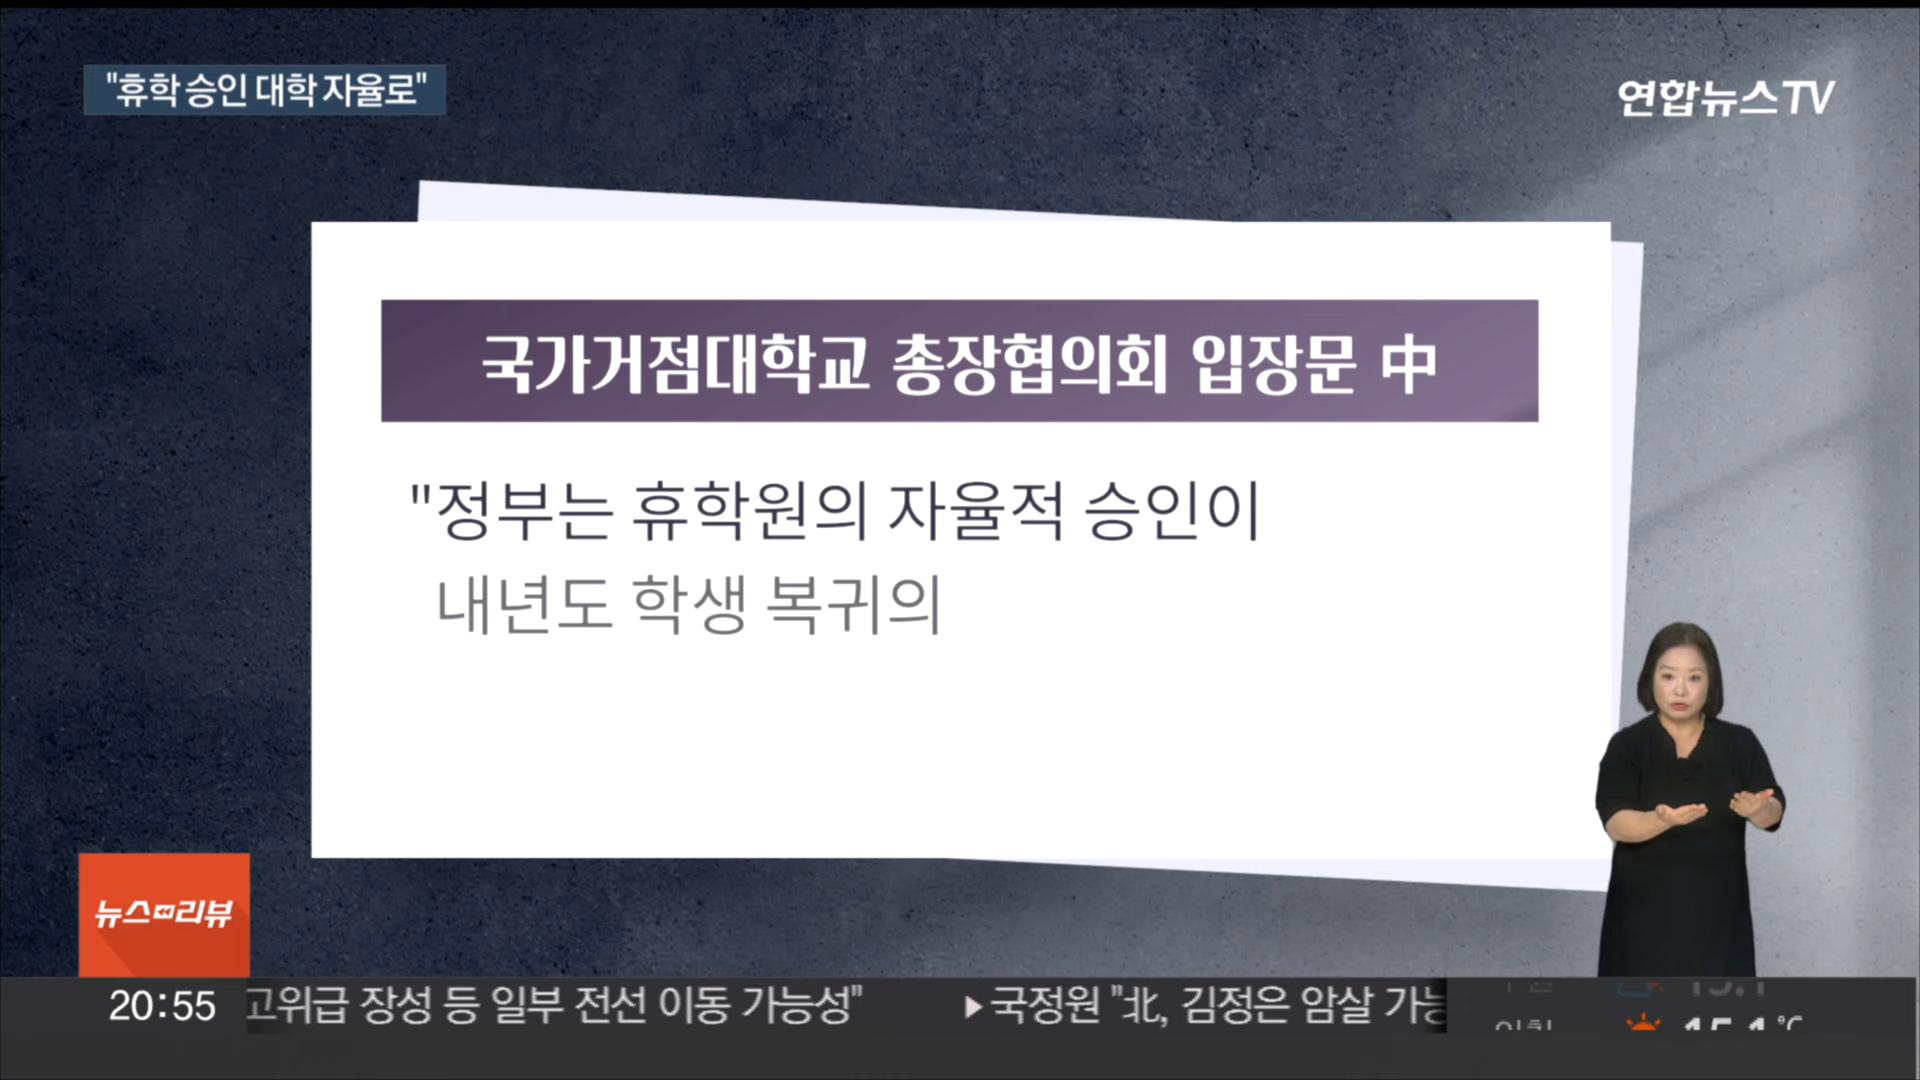 "휴학 승인 대학 자율로"
연합뉴스TV
국가거점대학교 총장협의회 입장문 中
"정부는 휴학원의 자율적 승인이
내년도 학생 복귀의
뉴스리뷰
20:55
고위급 장성 등 일부 전선 이동 가능성"
▶국정원 "北, 김정은 암살 가능